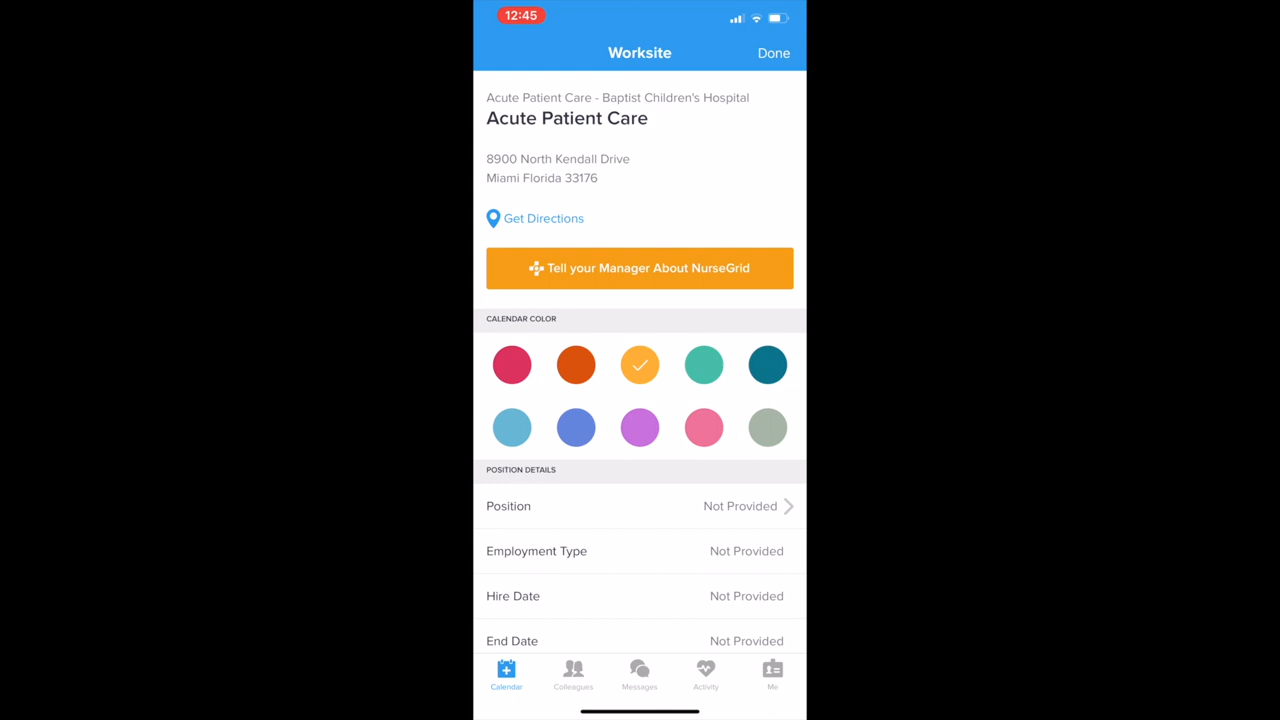 12:45
Worksite
Done
Acute Patient Care - Baptist Children's Hospital
Acute Patient Care
8900 North Kendall Drive
Miami Florida 33176
Get Directions
Tell your Manager About NurseGrid
CALENDAR COLOR
POSITION DETAILS
Position Not Provided
Employment Type Not Provided
Hire Date Not Provided
End Date Not Provided
Calendar Colleagues Messages Activity Me